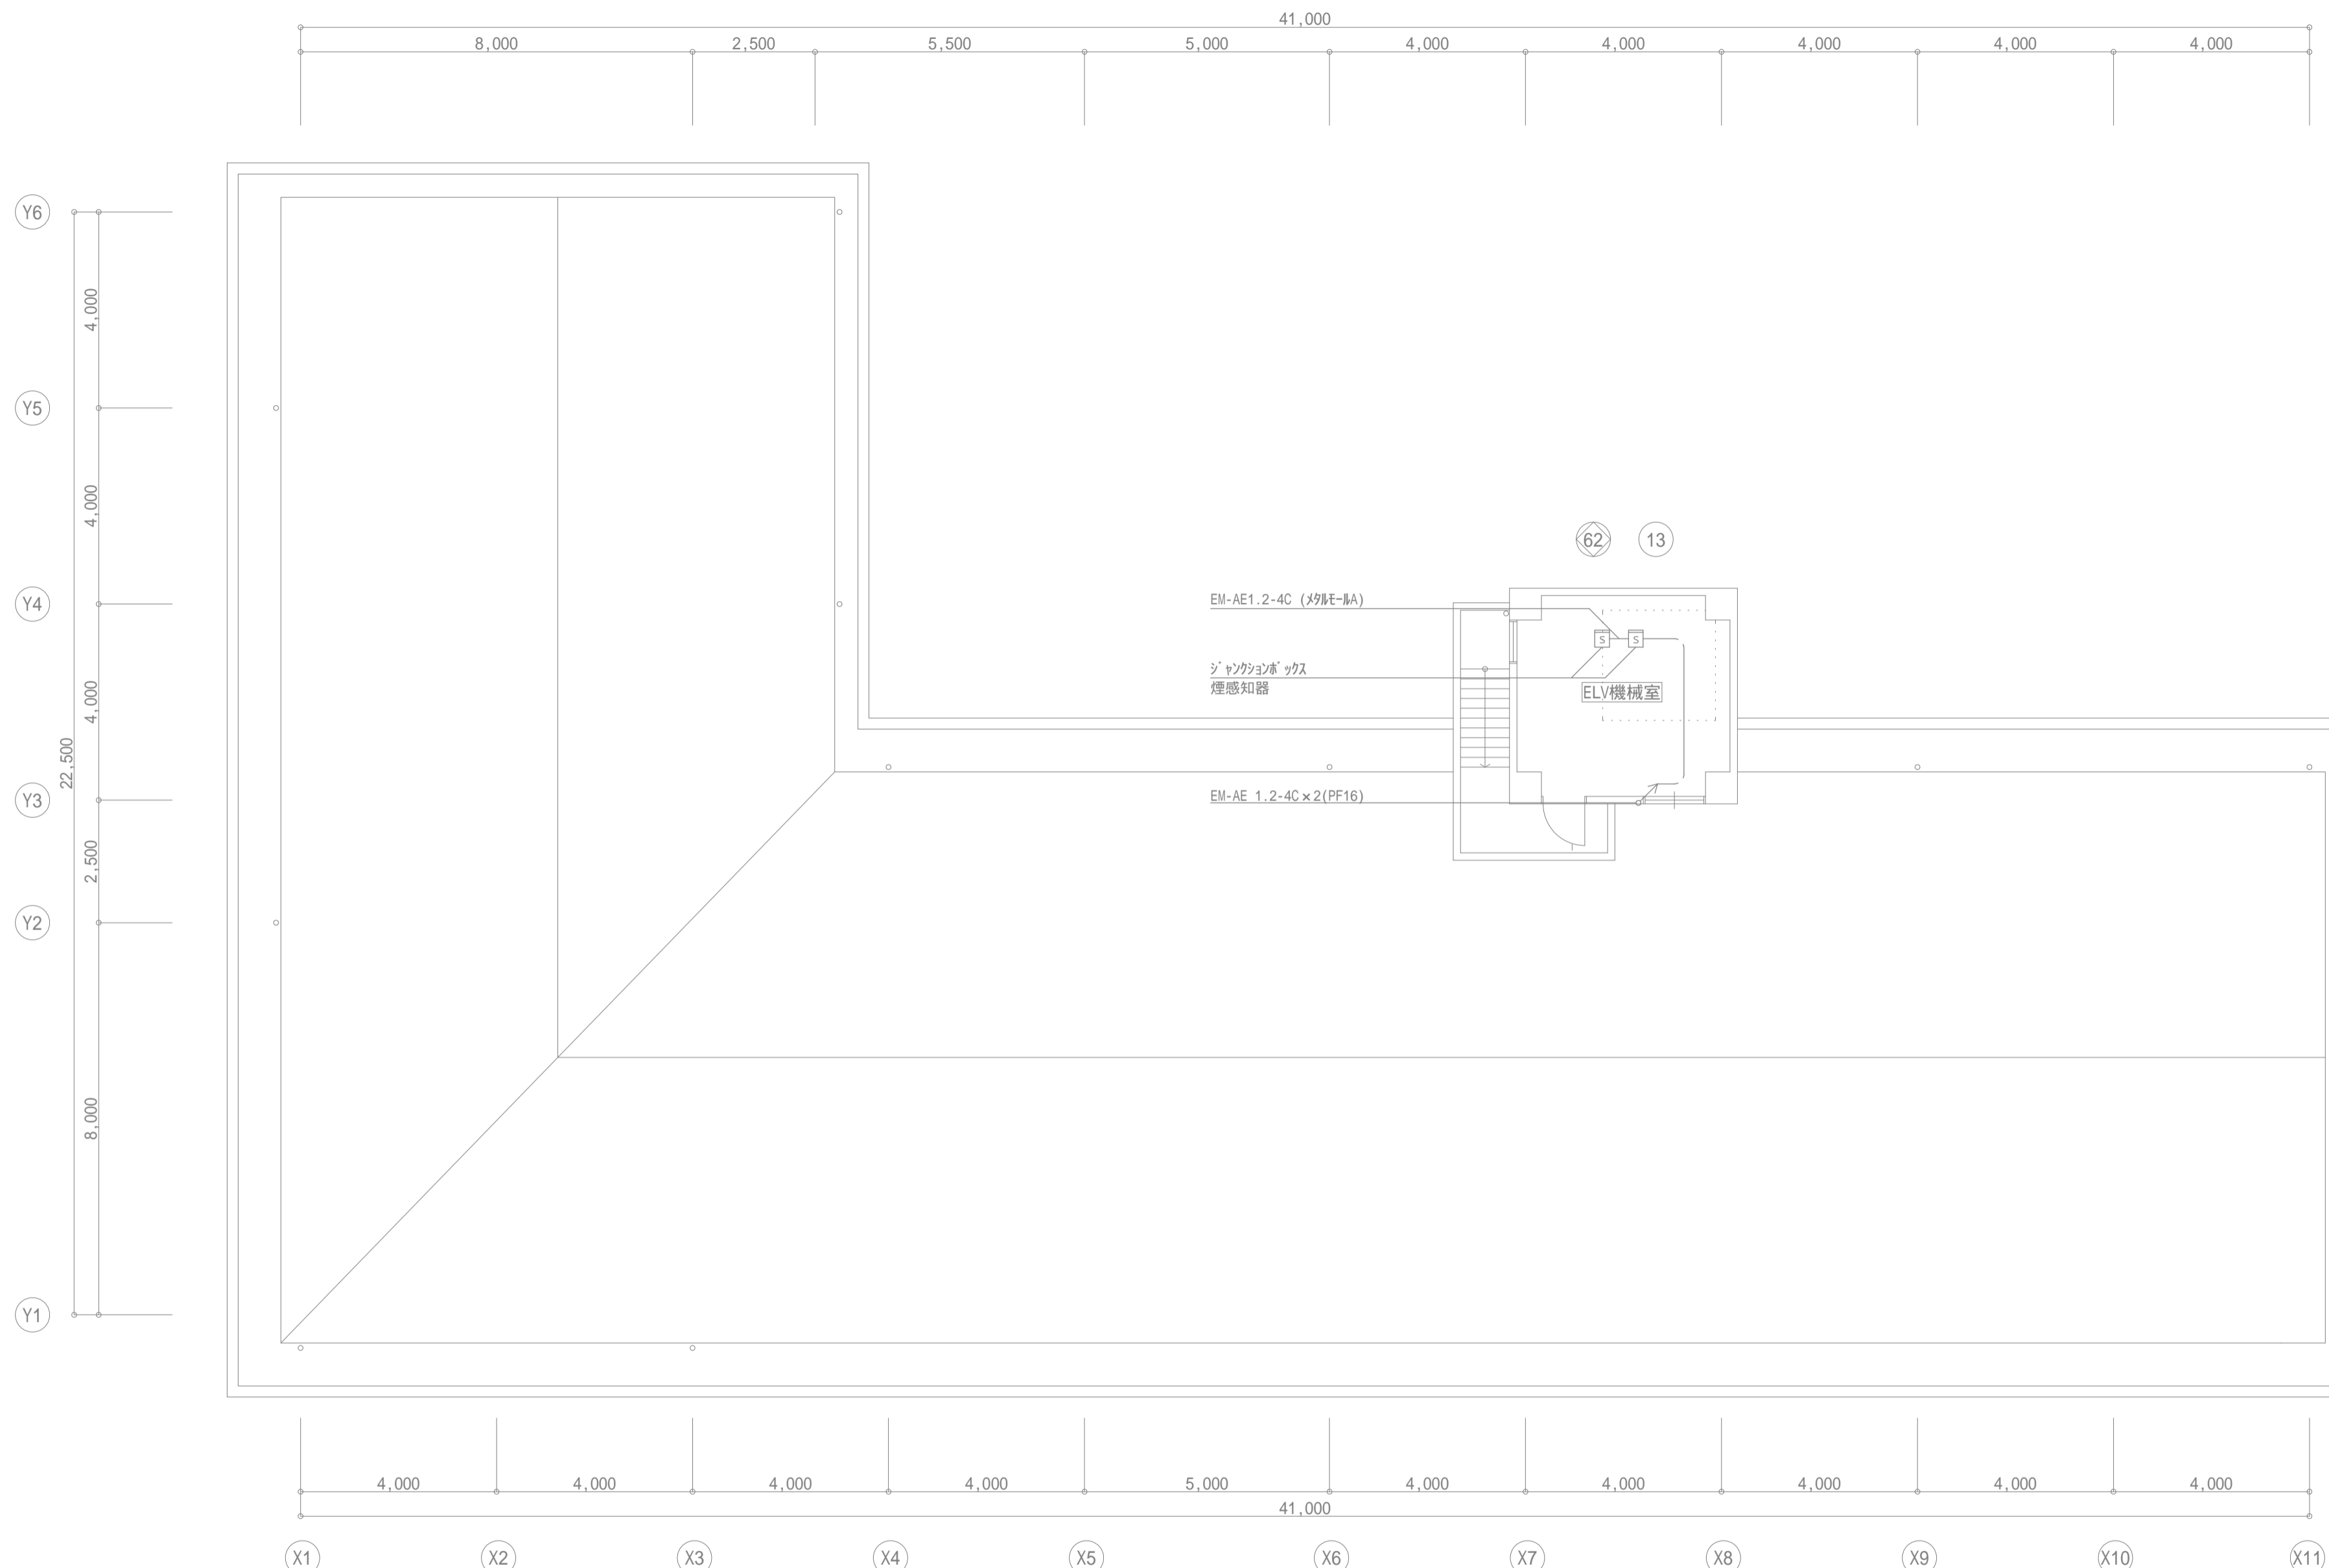 41,000
8,000 2,500 5,500 5,000 4,000 4,000 4,000 4,000 4,000
Y6
4,000
Y5
4,000
62 13
Y4
EM-AE1.2-4C (ﾒﾀﾙﾓｰﾙA)
ｼﾞｬﾝｸｼｮﾝﾎﾞｯｸｽ
煙感知器
S S
ELV機械室
4,000
22,500
Y3
EM-AE 1.2-4C×2(PF16)
2,500
Y2
8,000
Y1
4,000 4,000 4,000 4,000 5,000 4,000 4,000 4,000 4,000 4,000
41,000
X1 X2 X3 X4 X5 X6 X7 X8 X9 X10 X11